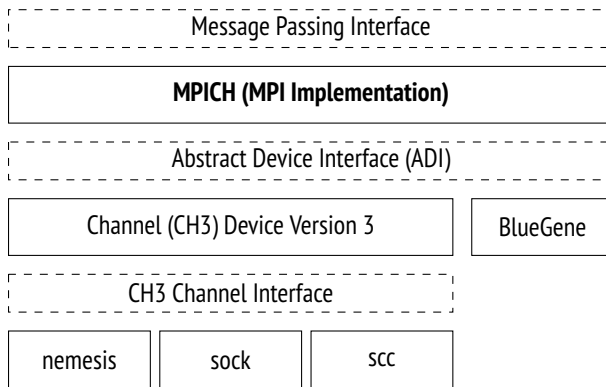 Message Passing Interface
MPICH (MPI Implementation)
Abstract Device Interface (ADI)
Channel (CH3) Device Version 3
BlueGene
CH3 Channel Interface
nemesis
sock
scc